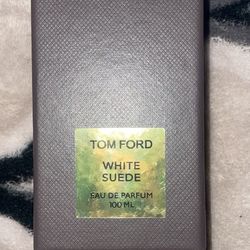 TOM FORD
WHITE
SUEDE
EAU DE PARFUM
100 ML